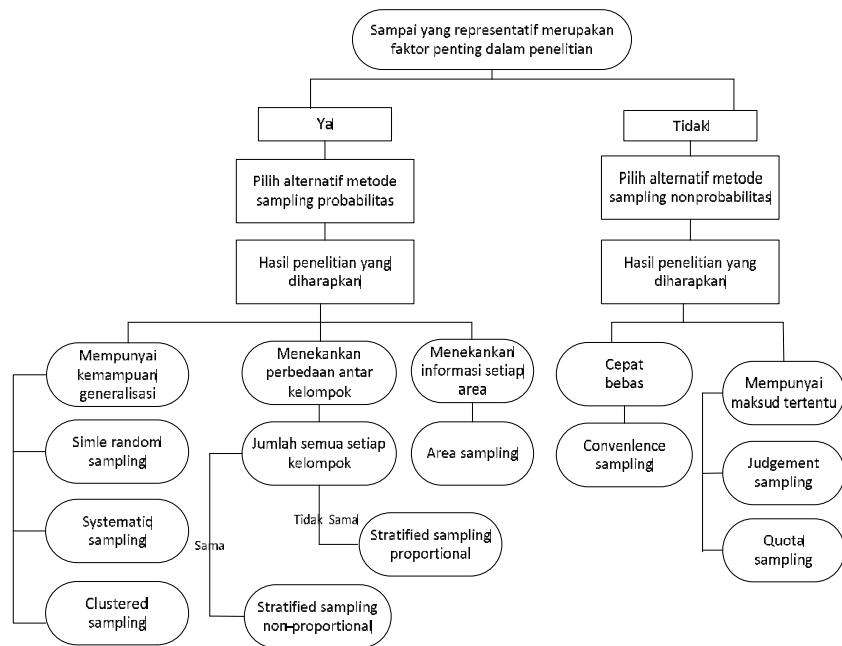 Sampai yang representatif merupakan
faktor penting dalam penelitian
Ya
Tidak
Pilih alternatif metode
sampling probabilitas
Pilih alternatif metode
sampling nonprobabilitas
Hasil penelitian yang
diharapkan
Hasil penelitian yang
diharapkan
Mempunyai
kemampuan
generalisasi
Menekankan
perbedaan antar
kelompok
Menekankan
informasi setiap
area
Cepat
bebas
Mempunyai
maksud tertentu
Simle random
sampling
Jumlah semua setiap
kelompok
Area sampling
Convenlence
sampling
Judgement
sampling
Systematic
sampling
Sama
Tidak Sama
Stratified sampling
proportional
Quota
sampling
Clustered
sampling
Stratified sampling
non-proportional